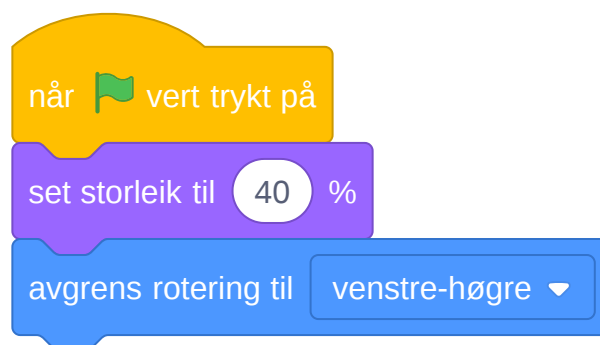 når vert trykt på
set storleik til 40 %
avgrens rotering til venstre-høgre